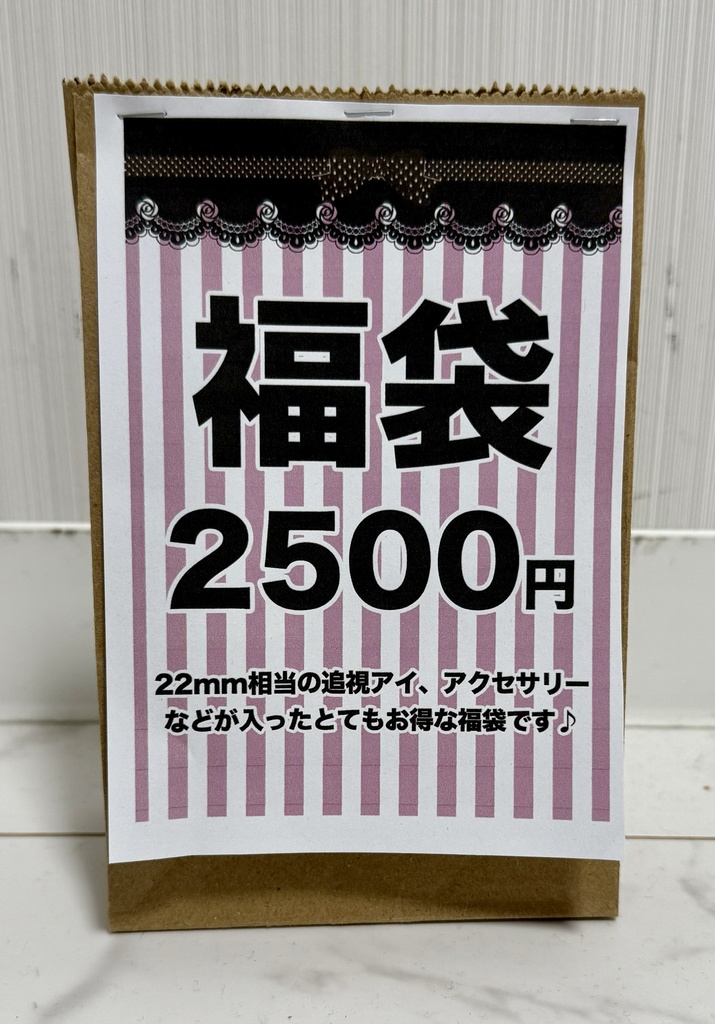 福袋
2500円
22mm相当の追視アイ、アクセサリー
などが入ったとてもお得な福袋です♪